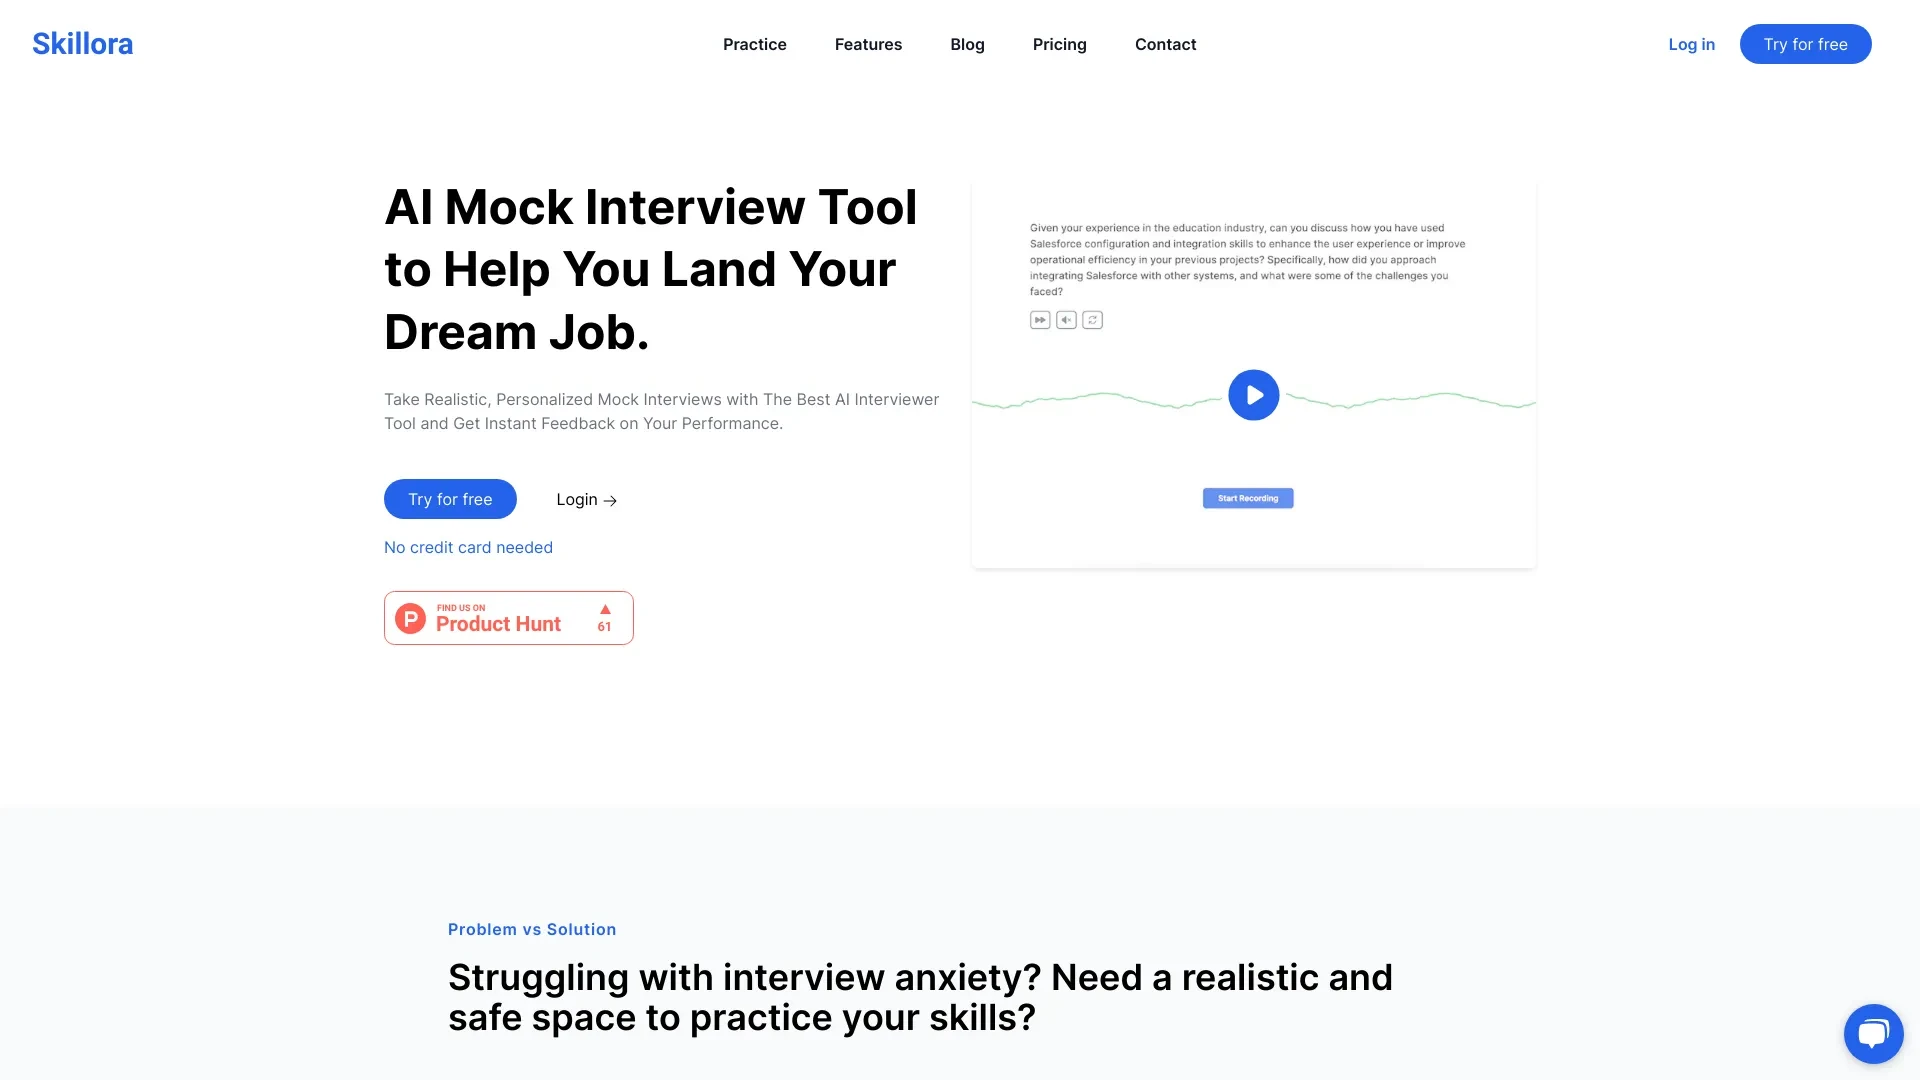 Skillora
Practice
Features
Blog
Pricing
Contact
Log in
Try for free
AI Mock Interview Tool
to Help You Land Your
Dream Job.
Take Realistic, Personalized Mock Interviews with The Best AI Interviewer
Tool and Get Instant Feedback on Your Performance.
Try for free
Login →
No credit card needed
P
FIND US ON
Product Hunt
▲
61
Given your experience in the education industry, can you discuss how you have used
Salesforce configuration and integration skills to enhance the user experience or improve
operational efficiency in your previous projects? Specifically, how did you approach
integrating Salesforce with other systems, and what were some of the challenges you
faced?
Start Recording
Problem vs Solution
Struggling with interview anxiety? Need a realistic and
safe space to practice your skills?